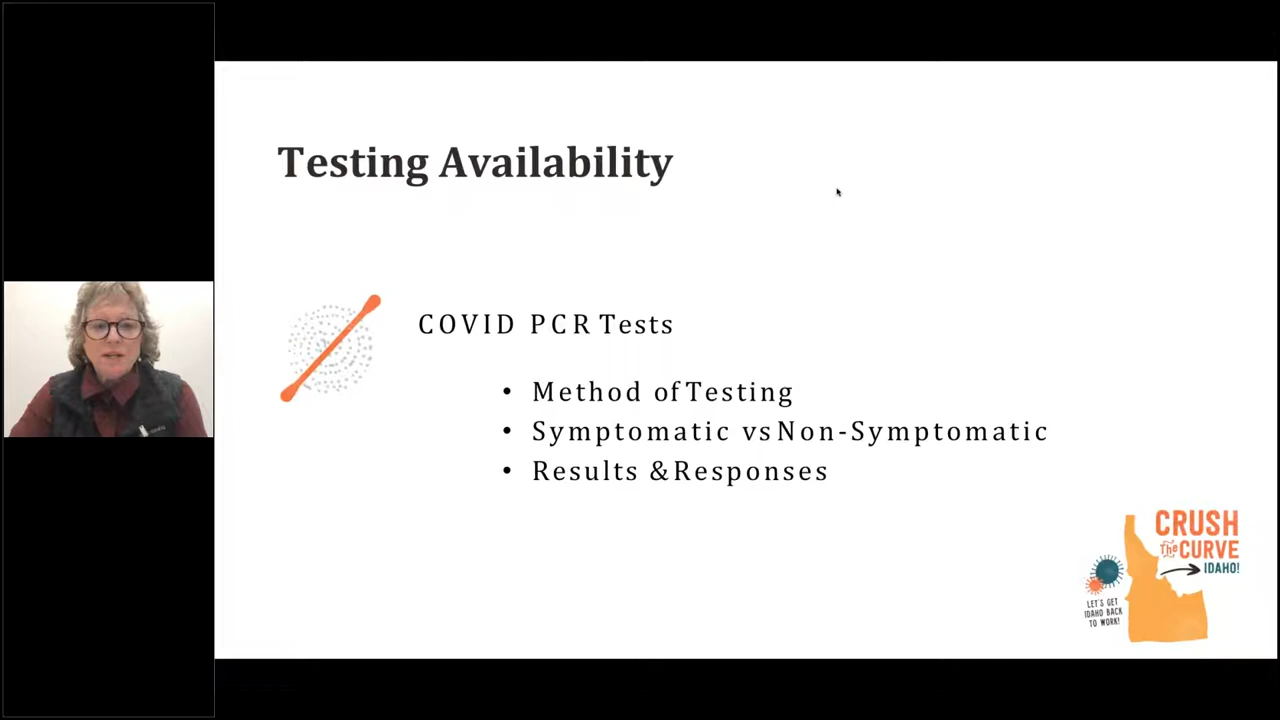 Testing Availability
COVID PCR Tests
• Method of Testing
• Symptomatic vs Non-Symptomatic
• Results & Responses
CRUSH
The CURVE
IDAHO!
LET'S GET
IDAHO BACK
TO WORK!